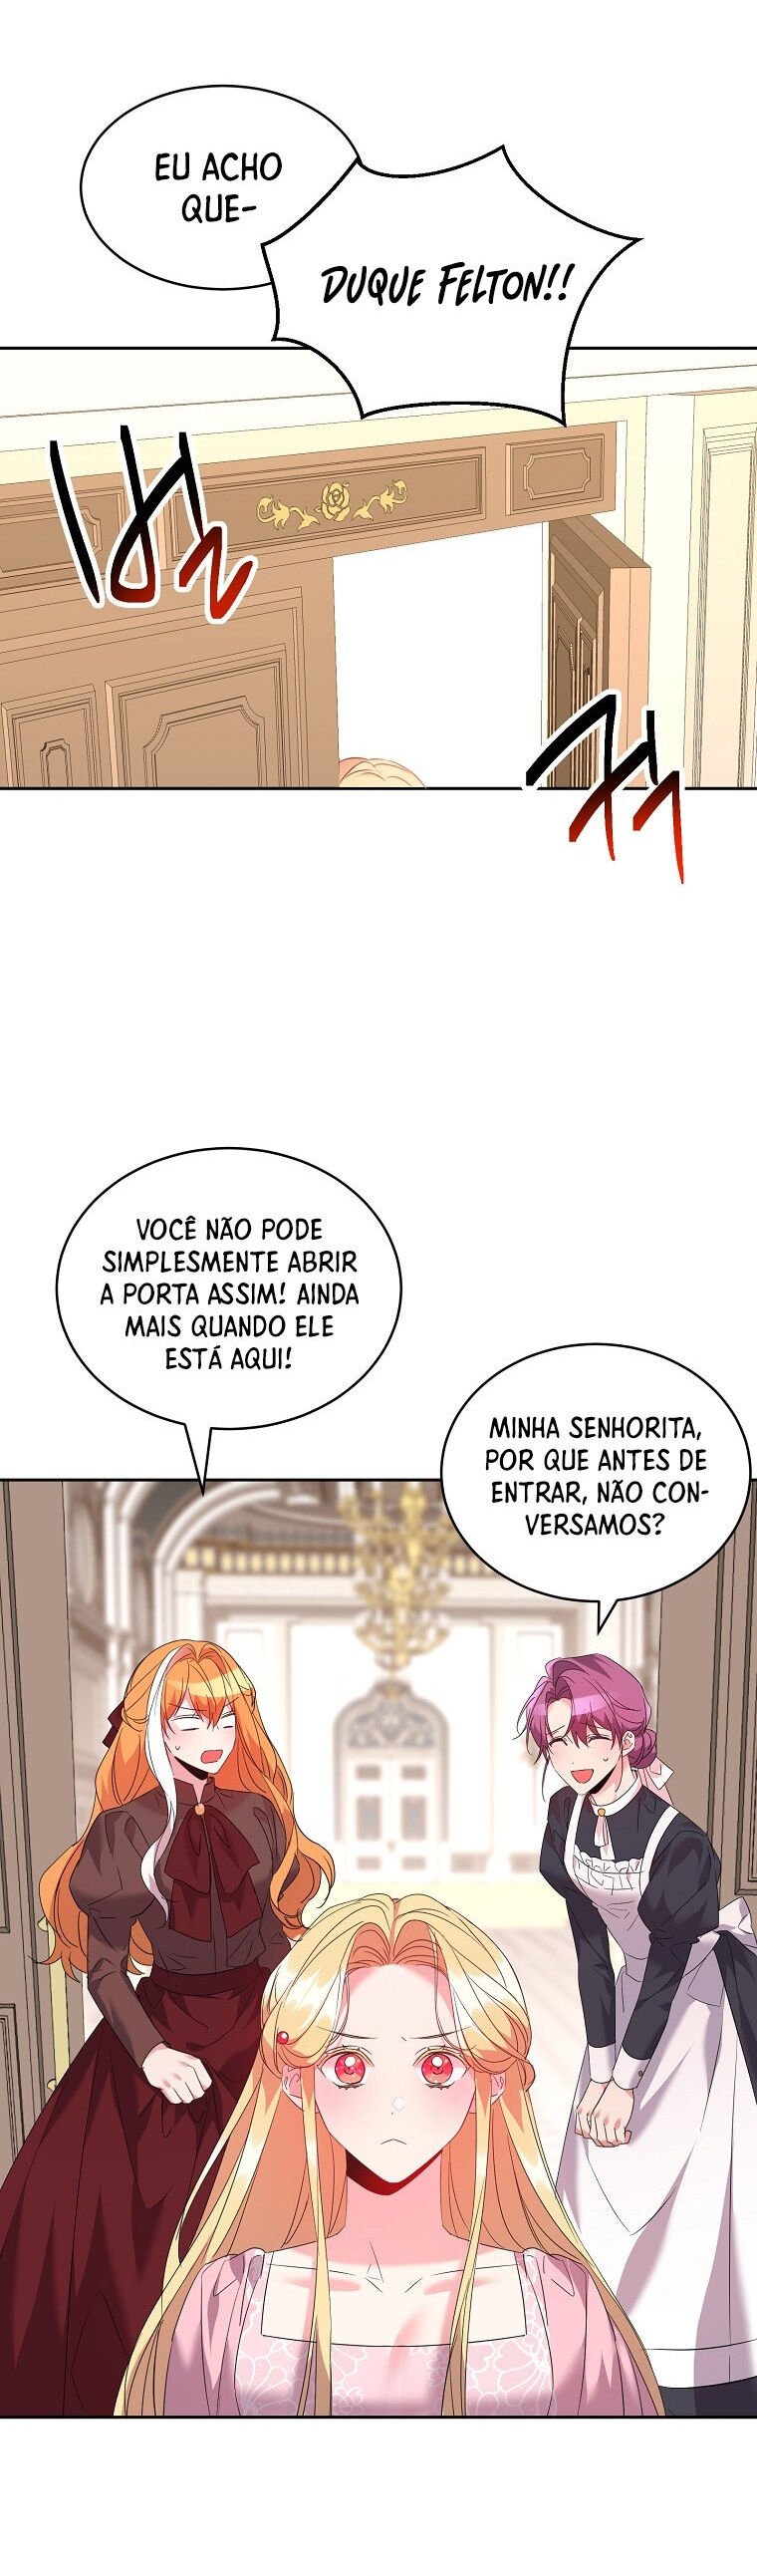 EU ACHO
QUE-
DUQUE FELTON!!
VOCÊ NÃO PODE
SIMPLESMENTE ABRIR
A PORTA ASSIM! AINDA
MAIS QUANDO ELE
ESTÁ AQUI!
MINHA SENHORITA,
POR QUE ANTES DE
ENTRAR, NÃO CON-
VERSAMOS?